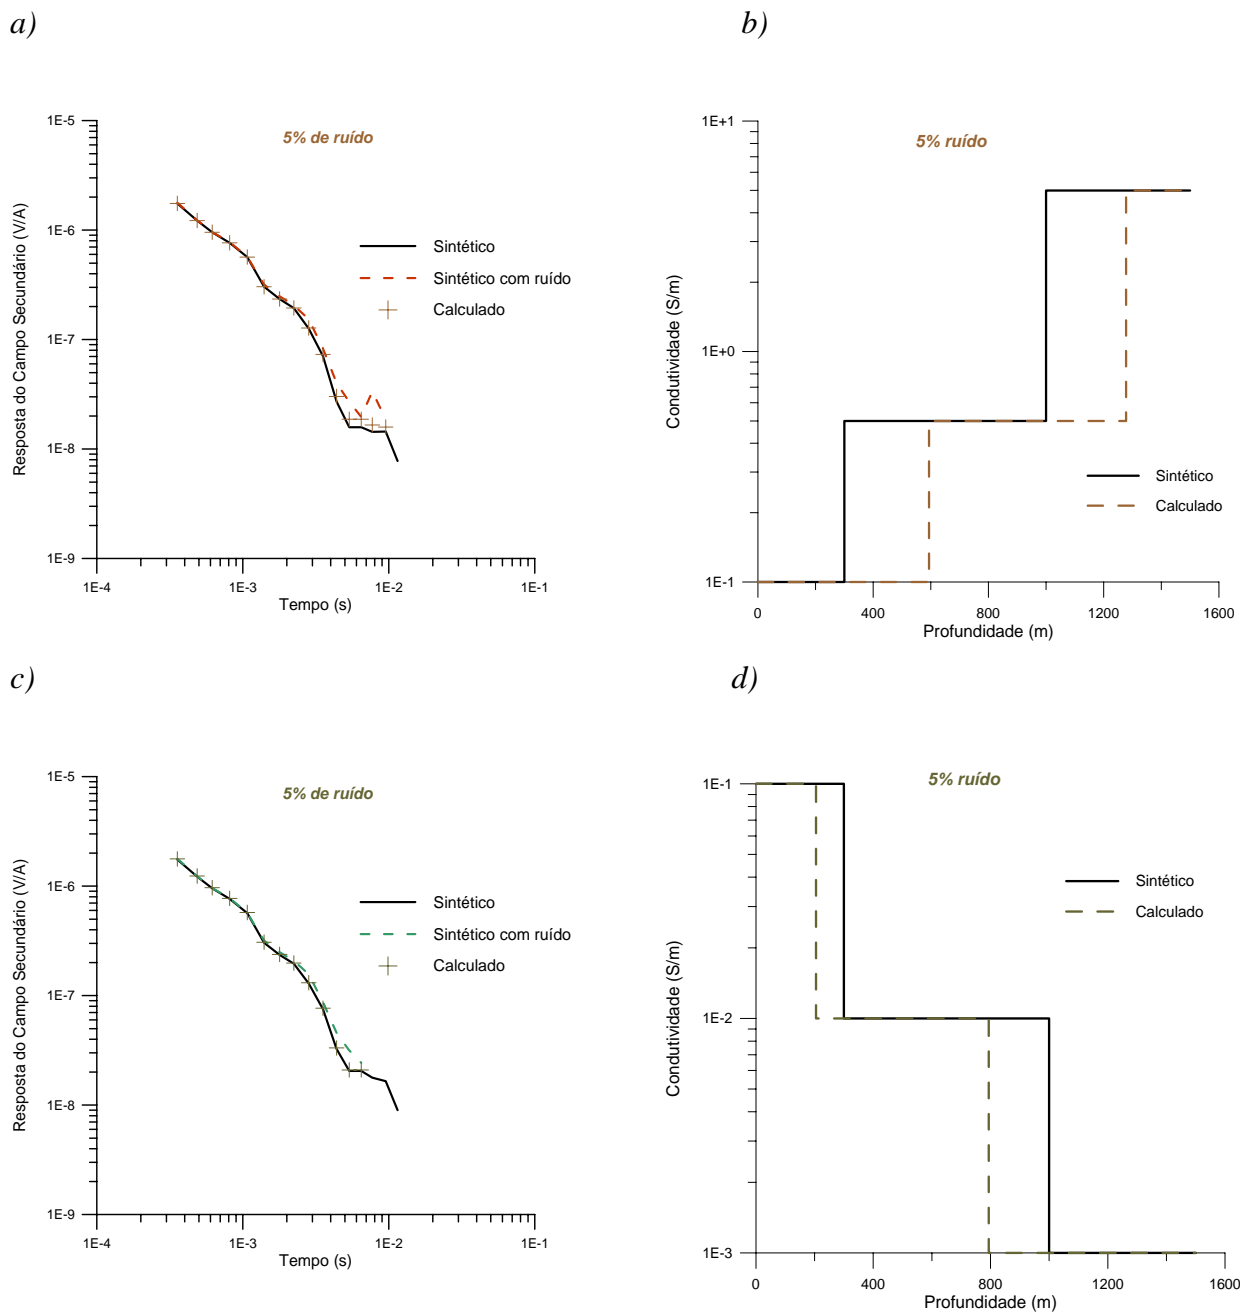 a)
5% de ruído
1E-5
1E-6
1E-7
1E-8
1E-9
1E-4
1E-3
1E-2
1E-1
Tempo (s)
Resposta do Campo Secundário (V/A)
Sintético
Sintético com ruído
Calculado
b)
5% ruído
1E+1
1E+0
1E-1
0
400
800
1200
1600
Profundidade (m)
Condutividade (S/m)
Sintético
Calculado
c)
5% de ruído
1E-5
1E-6
1E-7
1E-8
1E-9
1E-4
1E-3
1E-2
1E-1
Tempo (s)
Resposta do Campo Secundário (V/A)
Sintético
Sintético com ruído
Calculado
d)
5% ruído
1E-1
1E-2
1E-3
0
400
800
1200
1600
Profundidade (m)
Condutividade (S/m)
Sintético
Calculado